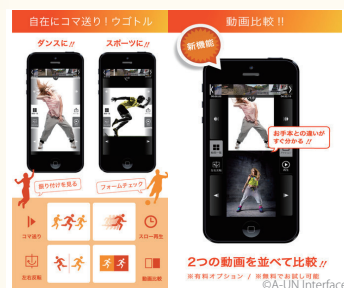 自在にコマ送り!ウゴトル
ダンスに!!
スポーツに!!
振り付けを見る
フォームチェック
コマ送り
スロー再生
左右反転
動画比較
動画比較!!
新機能
お手本との違いが
すぐ分かる!!
2つの動画を並べて比較!!
※有料オプション / ※無料でお試し可能
©A-UN Interface